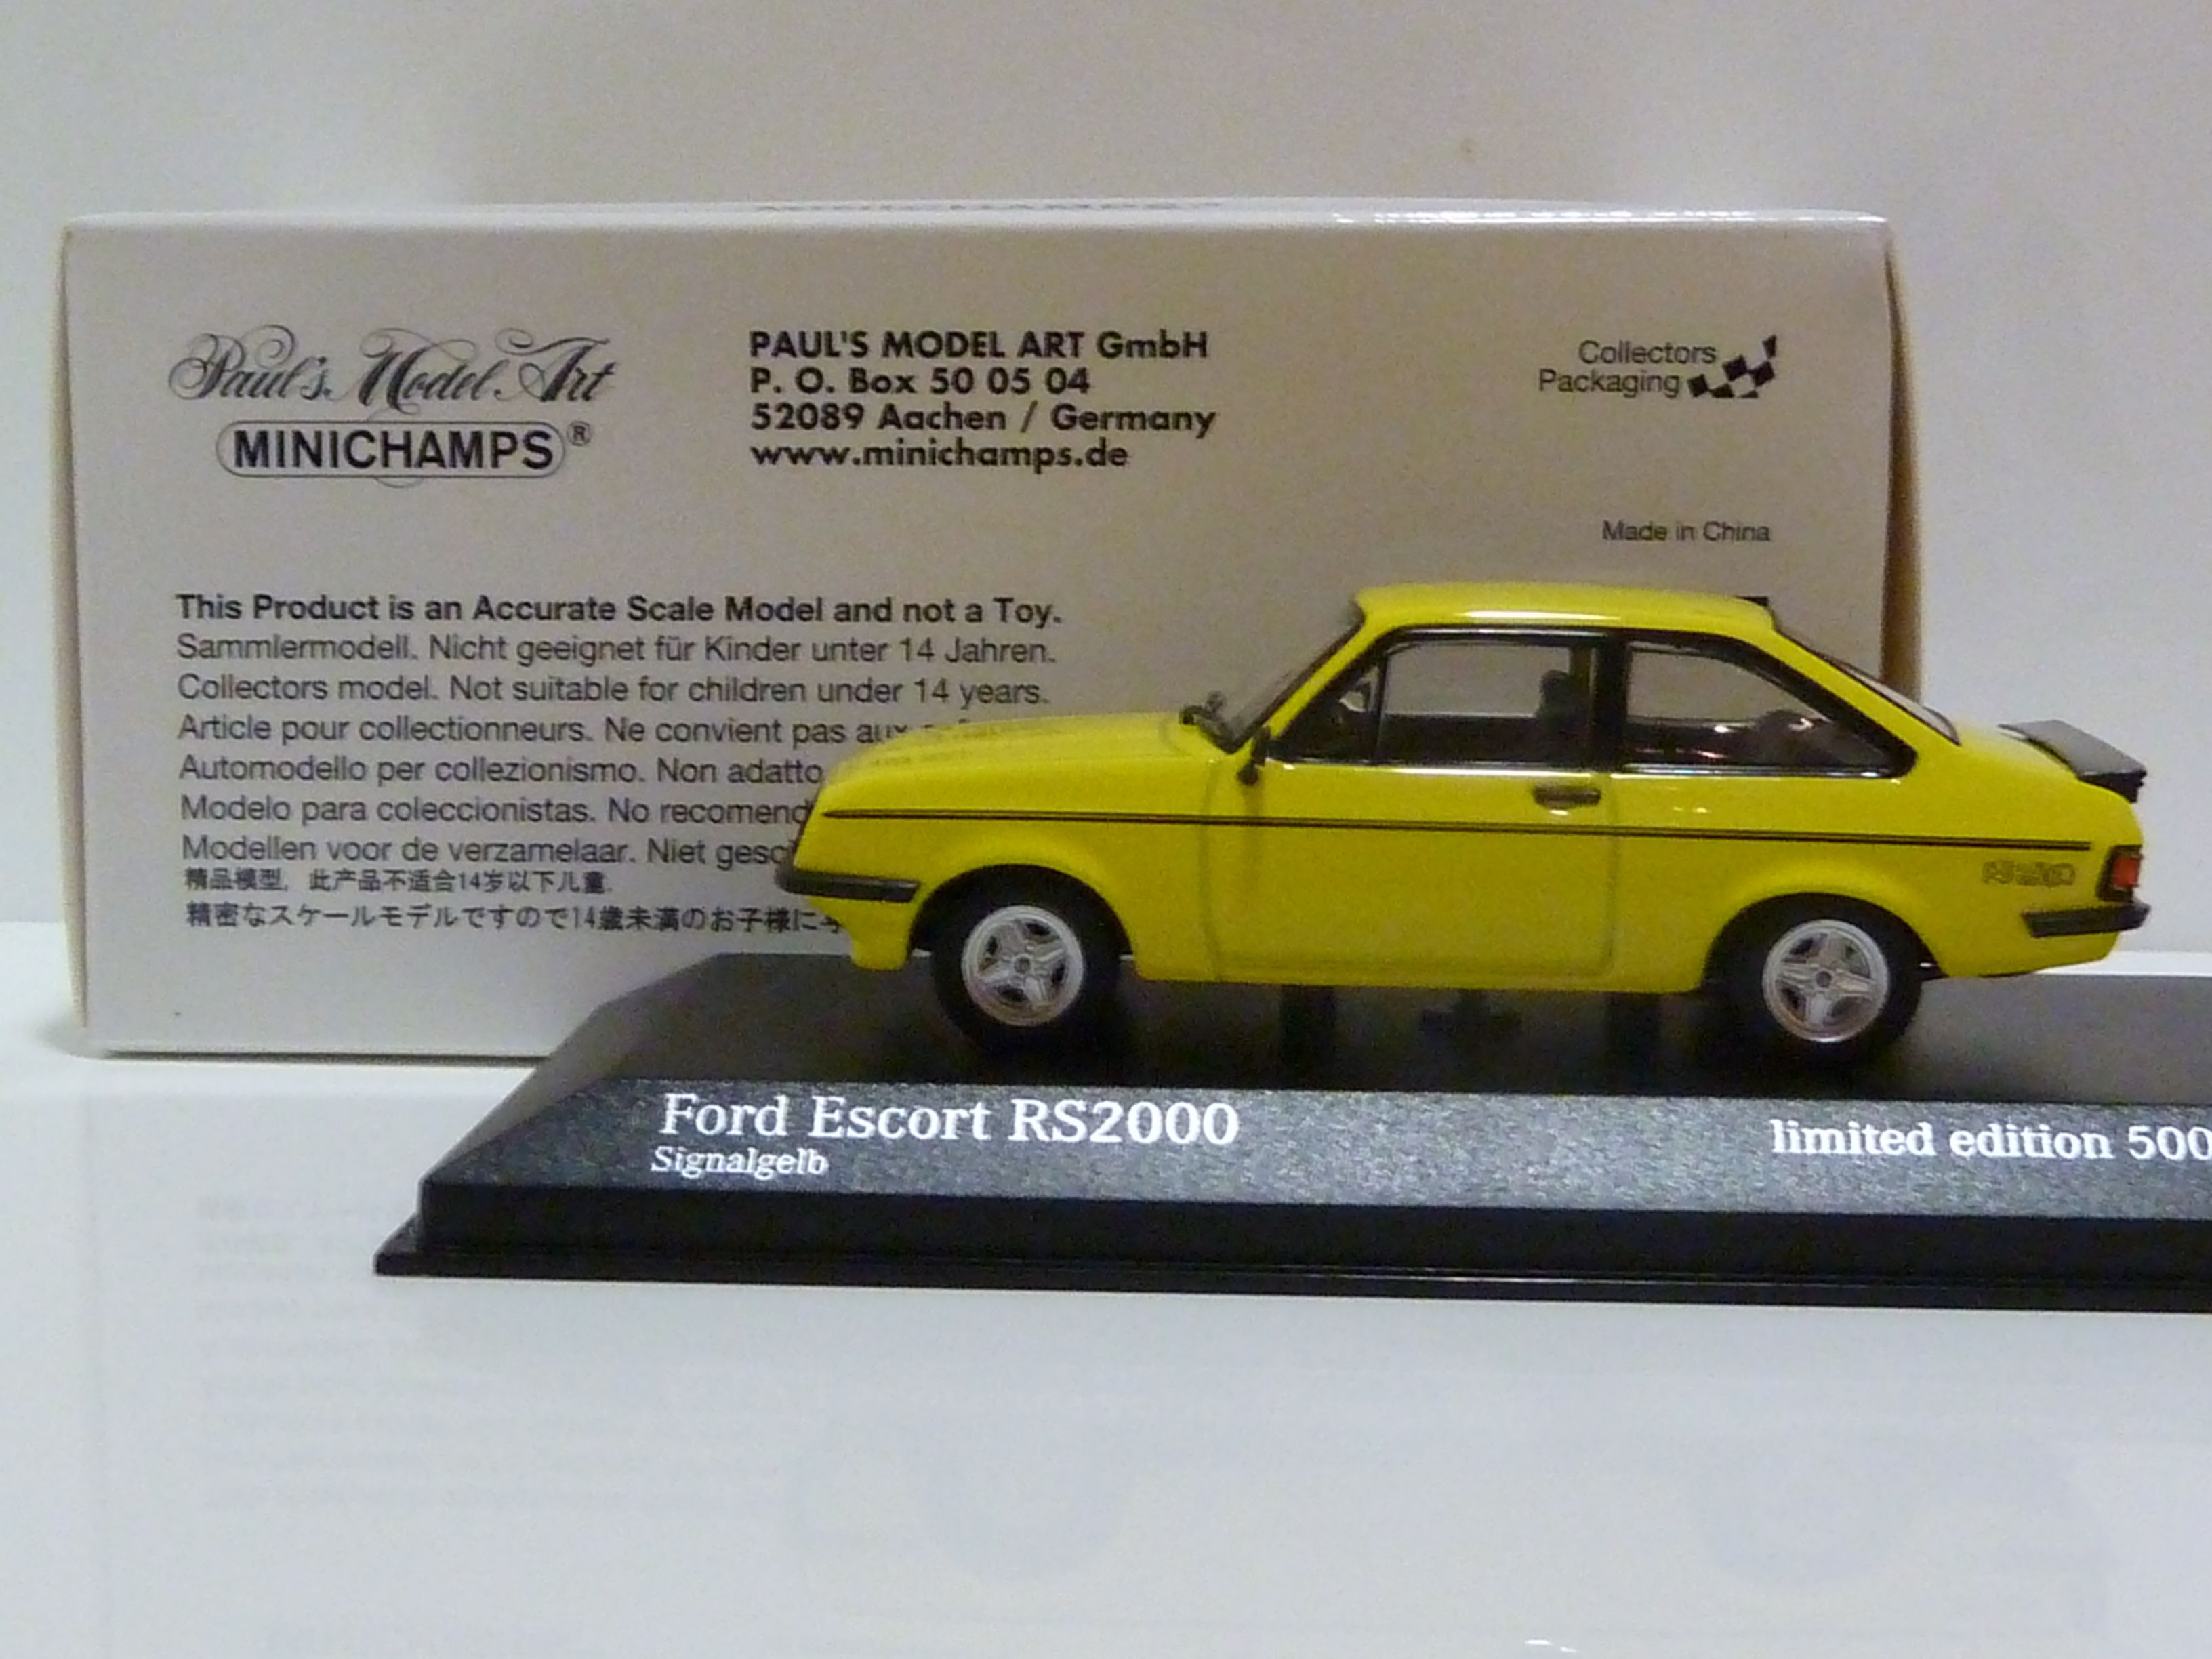 Paul's Model Art
MINICHAMPS®
PAUL'S MODEL ART GmbH
P. O. Box 50 05 04
52089 Aachen / Germany
www.minichamps.de
Collectors
Packaging
Made in China
This Product is an Accurate Scale Model and not a Toy.
Sammlermodell. Nicht geeignet für Kinder unter 14 Jahren.
Collectors model. Not suitable for children under 14 years.
Article pour collectionneurs. Ne convient pas aux
Automodello per collezionismo. Non adatto
Modelo para coleccionistas. No recomend
Modellen voor de verzamelaar. Niet gesc
精品模型, 此产品不适合14岁以下儿童.
精密なスケールモデルですので14歳未満のお子様に
Ford Escort RS2000
Signalgelb
limited edition 500